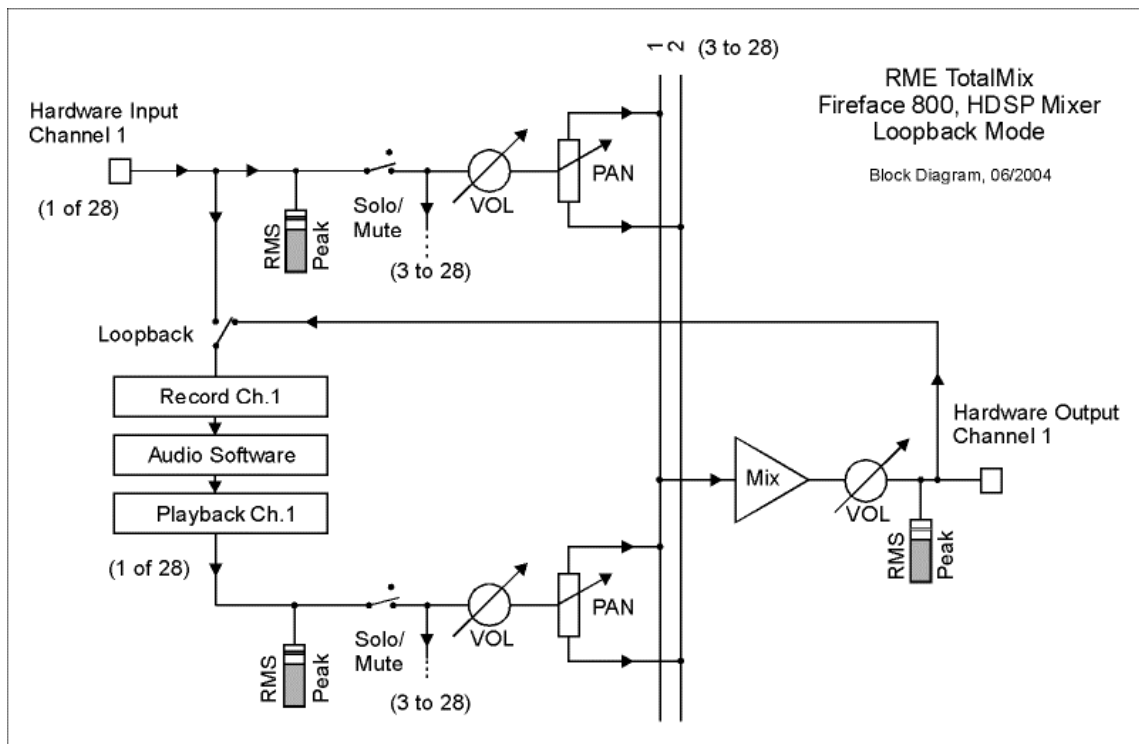 1
2
(3 to 28)
RME TotalMix
Fireface 800, HDSP Mixer
Loopback Mode
Block Diagram, 06/2004
Hardware Input
Channel 1
(1 of 28)
RMS
Peak
Solo/
Mute
(3 to 28)
VOL
PAN
Loopback
Record Ch.1
Audio Software
Playback Ch.1
(1 of 28)
Hardware Output
Channel 1
Mix
VOL
RMS
Peak
RMS
Peak
Solo/
Mute
(3 to 28)
VOL
PAN